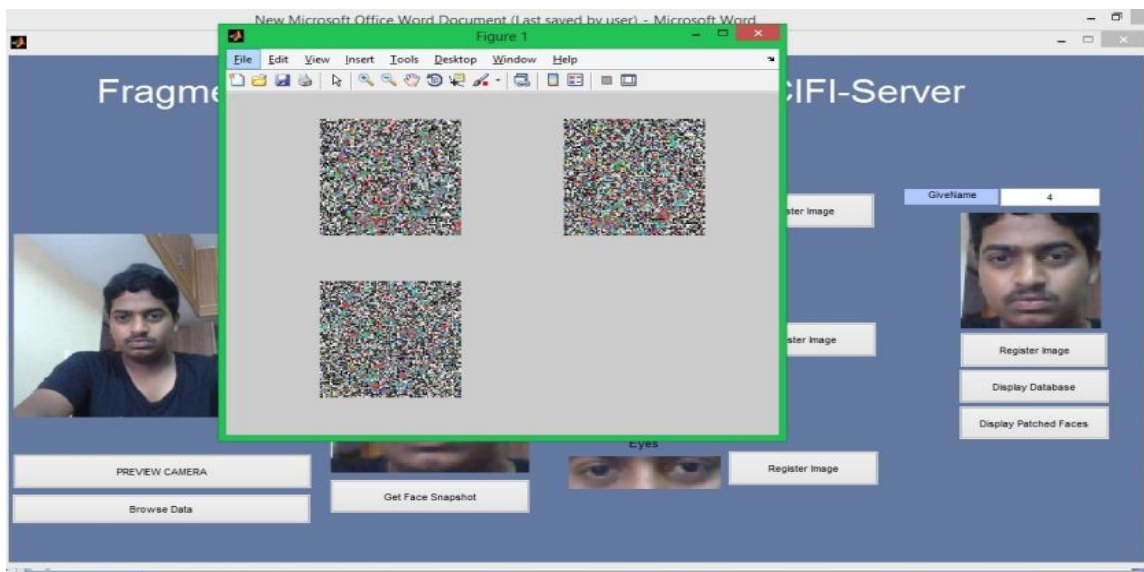 New Microsoft Office Word Document (Last saved by user) - Microsoft Word
Figure 1
File Edit View Insert Tools Desktop Window Help
Fragme
CIFI-Server
GiveName
4
ster Image
ster Image
Register Image
Display Database
Display Patched Faces
Eyes
PREVIEW CAMERA
Register Image
Get Face Snapshot
Browse Data